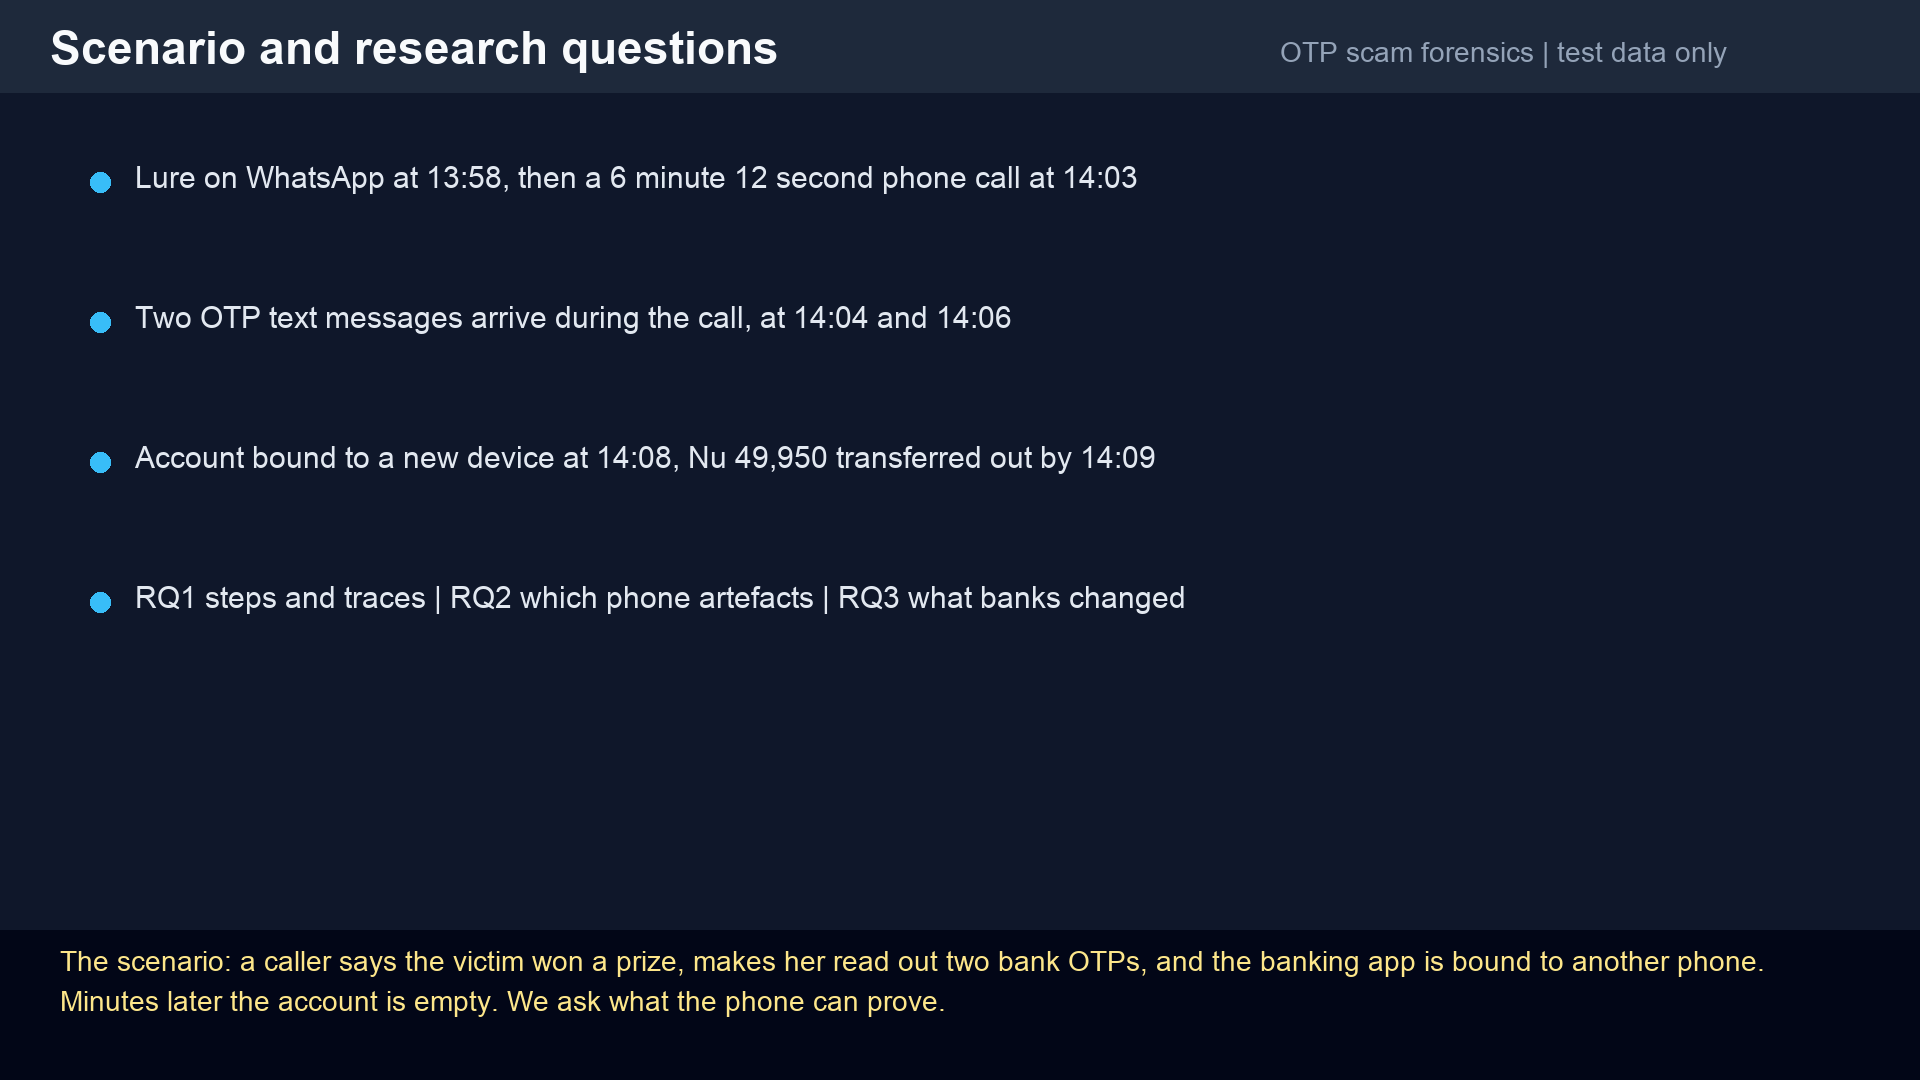 Scenario and research questions
OTP scam forensics | test data only
Lure on WhatsApp at 13:58, then a 6 minute 12 second phone call at 14:03
Two OTP text messages arrive during the call, at 14:04 and 14:06
Account bound to a new device at 14:08, Nu 49,950 transferred out by 14:09
RQ1 steps and traces | RQ2 which phone artefacts | RQ3 what banks changed
The scenario: a caller says the victim won a prize, makes her read out two bank OTPs, and the banking app is bound to another phone.
Minutes later the account is empty. We ask what the phone can prove.